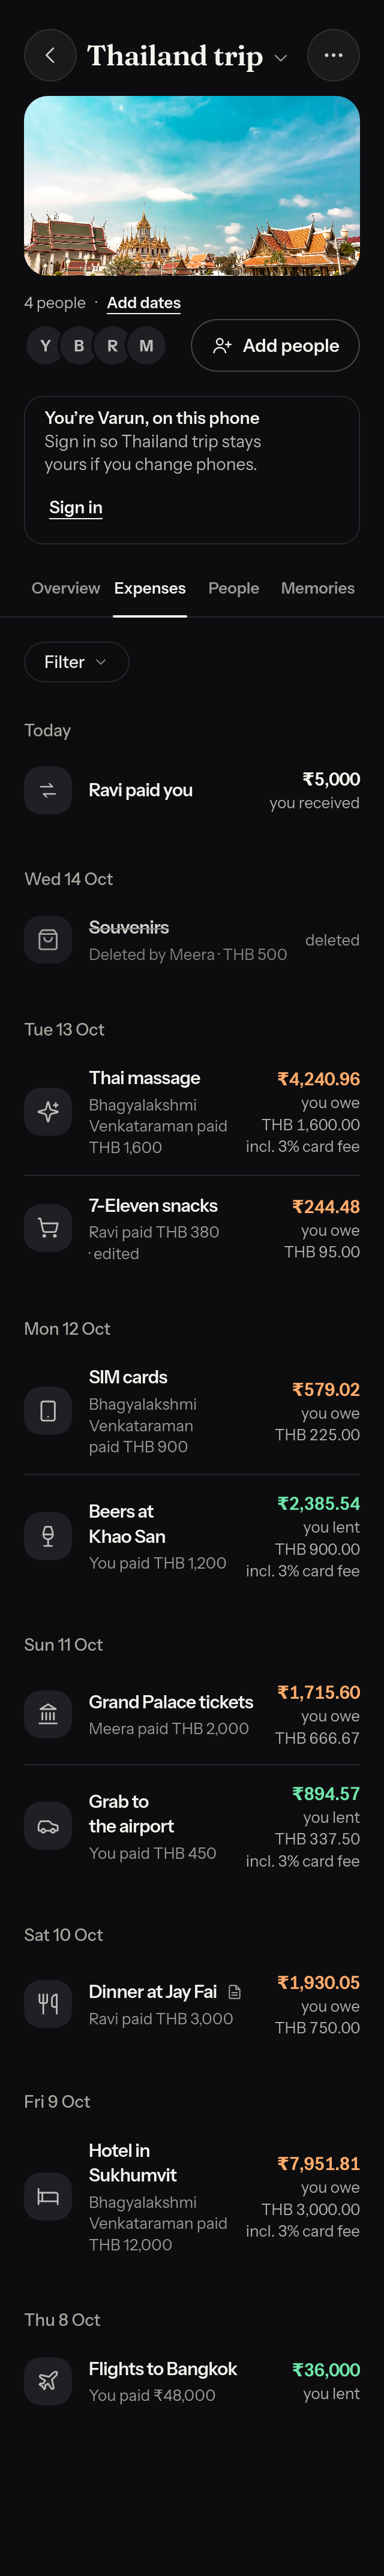 Thailand trip
4 people · Add dates
Y B R M
Add people
You're Varun, on this phone
Sign in so Thailand trip stays
yours if you change phones.
Sign in
Overview Expenses People Memories
Filter
Today
Ravi paid you
₹5,000
you received
Wed 14 Oct
Souvenirs
Deleted by Meera · THB 500
deleted
Tue 13 Oct
Thai massage
Bhagyalakshmi
Venkataraman paid
THB 1,600
₹4,240.96
you owe
THB 1,600.00
incl. 3% card fee
7-Eleven snacks
Ravi paid THB 380
· edited
₹244.48
you owe
THB 95.00
Mon 12 Oct
SIM cards
Bhagyalakshmi
Venkataraman
paid THB 900
₹579.02
you owe
THB 225.00
Beers at
Khao San
You paid THB 1,200
₹2,385.54
you lent
THB 900.00
incl. 3% card fee
Sun 11 Oct
Grand Palace tickets
Meera paid THB 2,000
₹1,715.60
you owe
THB 666.67
Grab to
the airport
You paid THB 450
₹894.57
you lent
THB 337.50
incl. 3% card fee
Sat 10 Oct
Dinner at Jay Fai
Ravi paid THB 3,000
₹1,930.05
you owe
THB 750.00
Fri 9 Oct
Hotel in
Sukhumvit
Bhagyalakshmi
Venkataraman paid
THB 12,000
₹7,951.81
you owe
THB 3,000.00
incl. 3% card fee
Thu 8 Oct
Flights to Bangkok
You paid ₹48,000
₹36,000
you lent